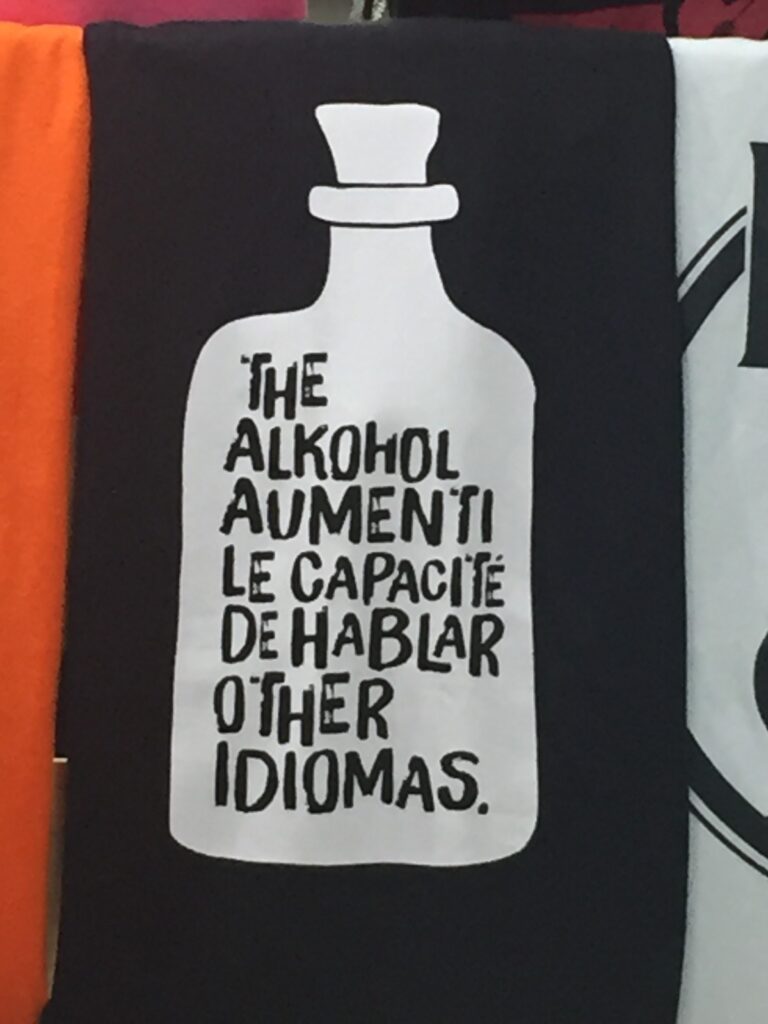 THE
ALKOHOL
AUMENTI
LE CAPACITÉ
DE HABLAR
OTHER
IDIOMAS.